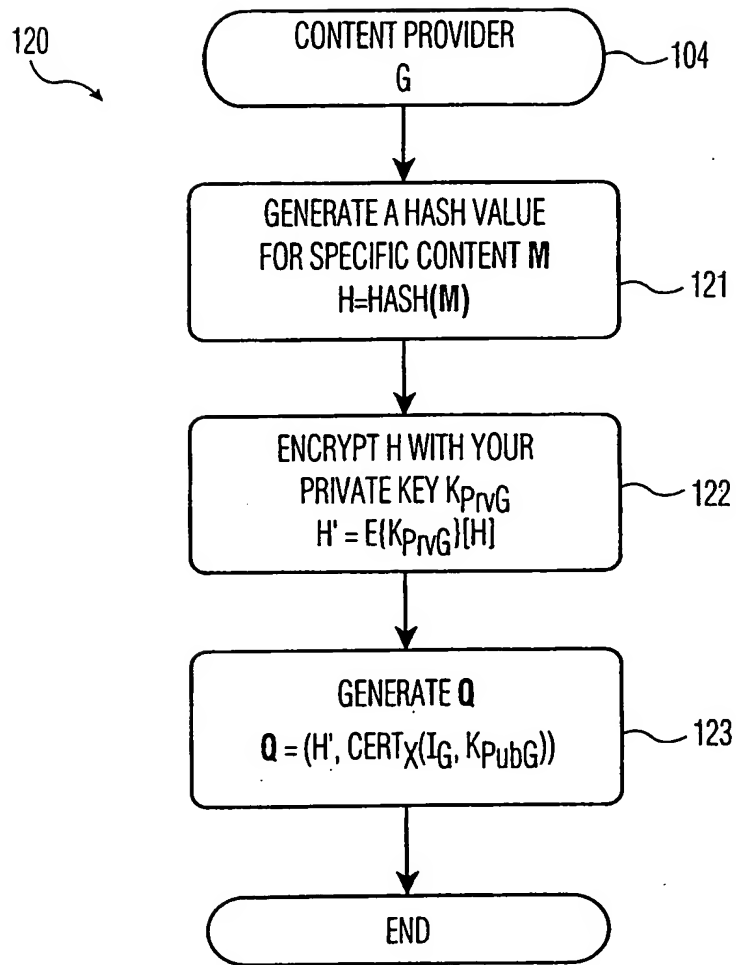 120
CONTENT PROVIDER
G
104
GENERATE A HASH VALUE
FOR SPECIFIC CONTENT M
H=HASH(M)
121
ENCRYPT H WITH YOUR
PRIVATE KEY KPrvG
H' = E{KPrvG}[H]
122
GENERATE Q
Q = (H', CERTX(IG, KPubG))
123
END